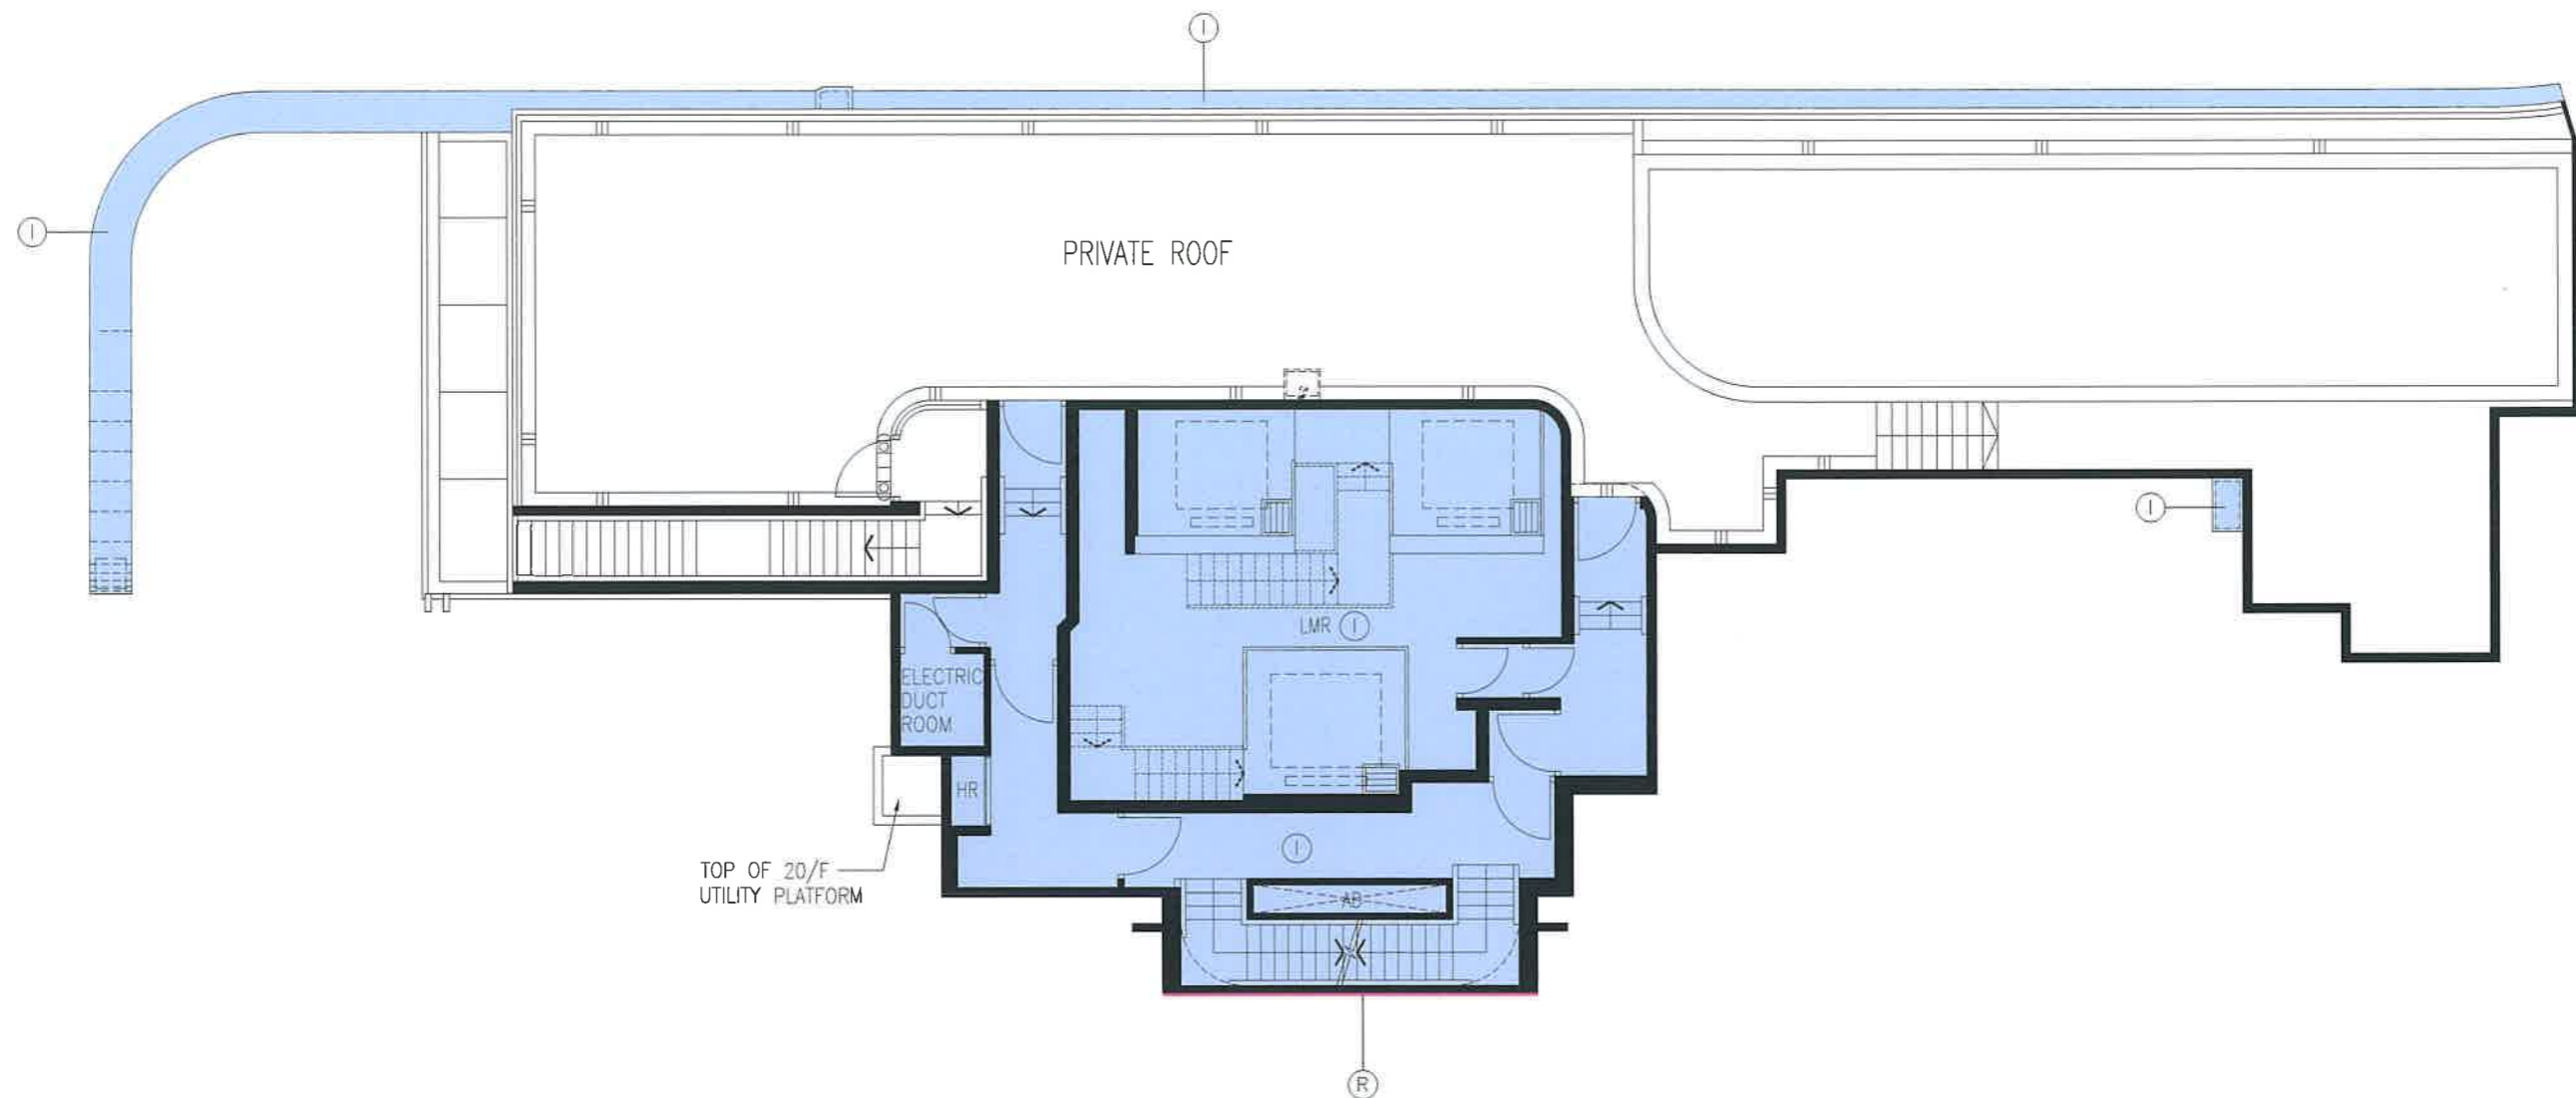 I
I
PRIVATE ROOF
I
LMR I
ELECTRIC
DUCT
ROOM
HR
TOP OF 20/F
UTILITY PLATFORM
I
AD
R